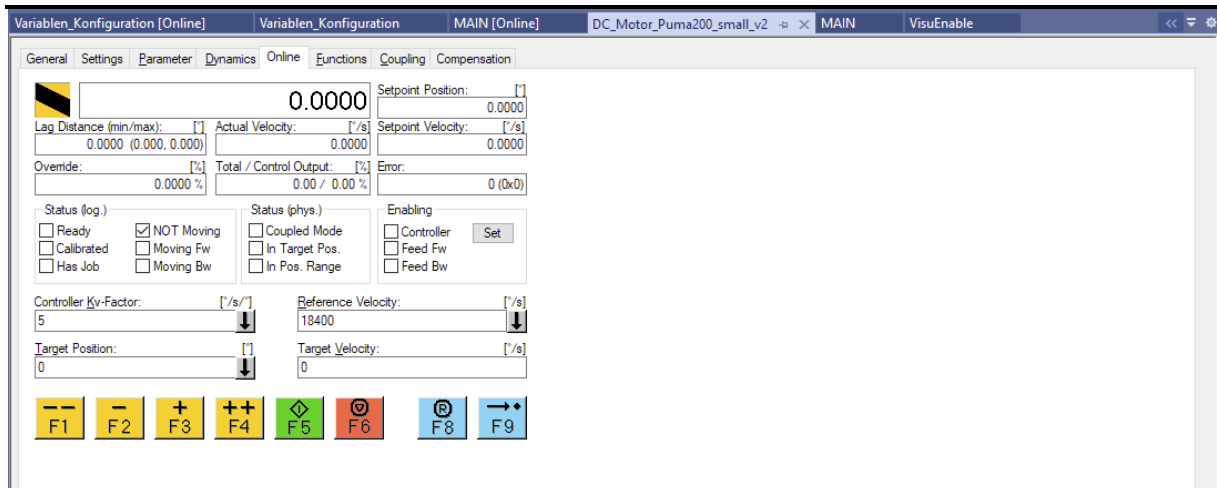 Variablen_Konfiguration [Online] Variablen_Konfiguration MAIN [Online] DC_Motor_Puma200_small_v2 MAIN VisuEnable
General Settings Parameter Dynamics Online Functions Coupling Compensation
0.0000 Setpoint Position: [°]
0.0000
Lag Distance (min/max): [°] Actual Velocity: [°/s] Setpoint Velocity: [°/s]
0.0000 (0.000, 0.000) 0.0000 0.0000
Override: [%] Total / Control Output: [%] Error:
0.0000 % 0.00 / 0.00 % 0 (0x0)
Status (log.) Status (phys.) Enabling
Ready NOT Moving Coupled Mode Controller Set
Calibrated Moving Fw In Target Pos. Feed Fw
Has Job Moving Bw In Pos. Range Feed Bw
Controller Kv-Factor: [°/s/°] Reference Velocity: [°/s]
5 18400
Target Position: [°] Target Velocity: [°/s]
0 0
-- - + ++ R
F1 F2 F3 F4 F5 F6 F8 F9